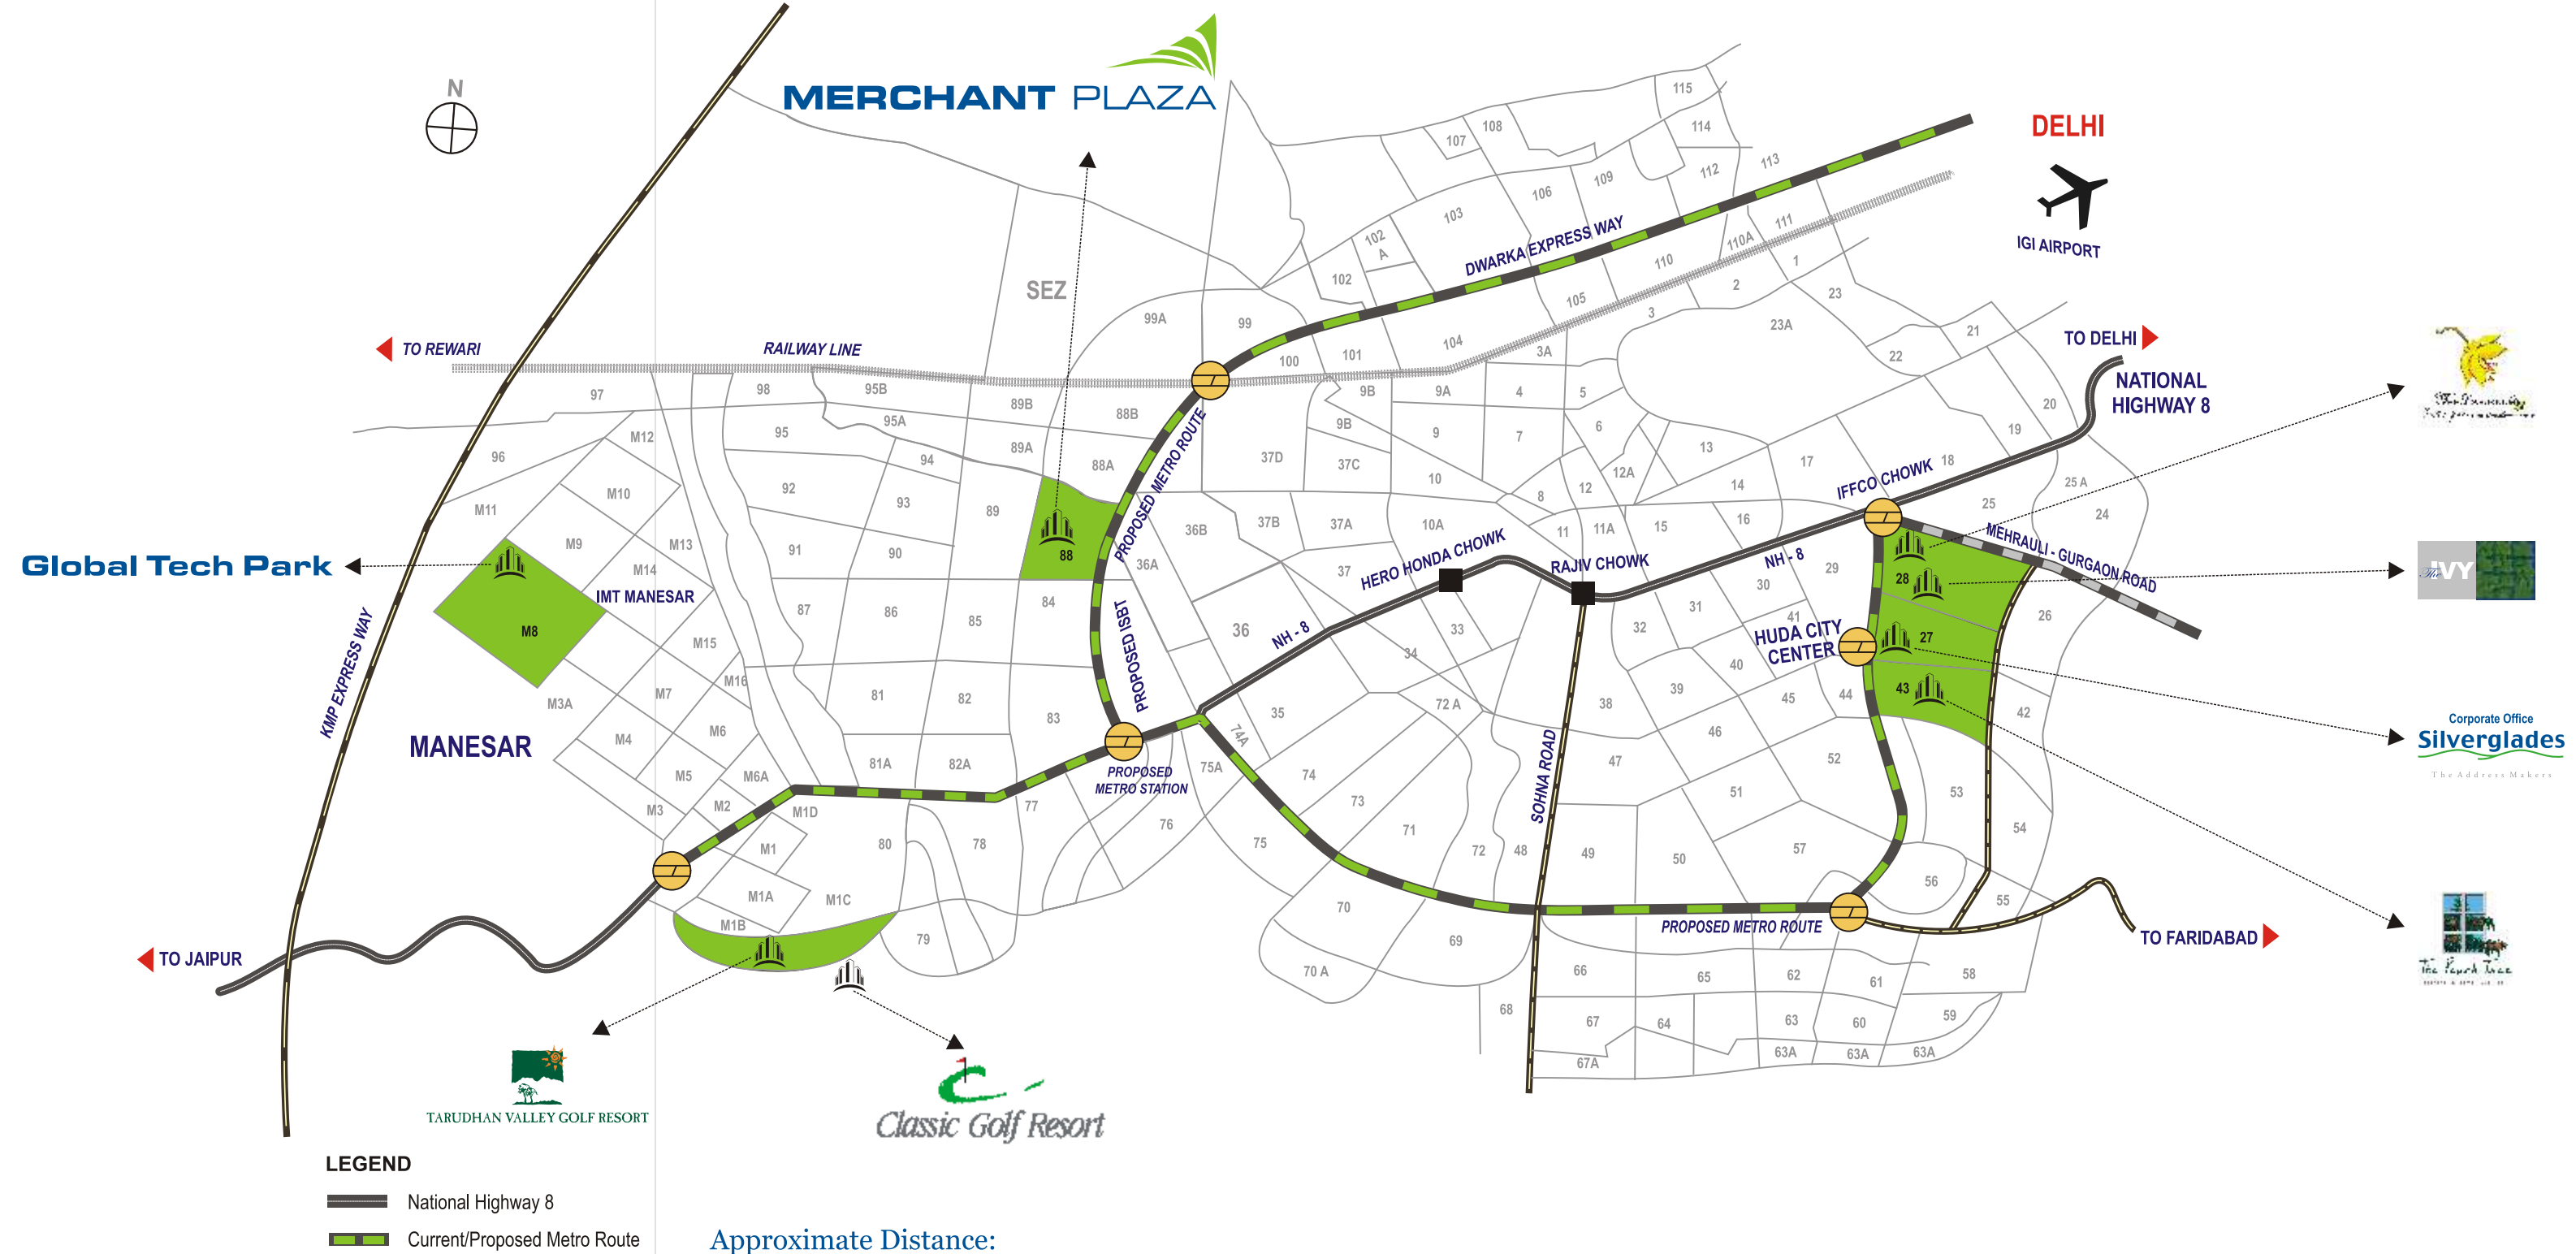 N
MERCHANT PLAZA
DELHI
IGI AIRPORT
115
108
107
114
113
112
109
106
103
111
102
A
110A
DWARKA EXPRESS WAY
110
1
102
2
SEZ
23
105
99A
99
3
23A
21
TO DELHI
TO REWARI
RAILWAY LINE
104
3A
101
100
22
NATIONAL
HIGHWAY 8
97
98
95B
89B
88B
9B
9A
4
5
20
PROPOSED METRO ROUTE
95A
9B
6
19
M12
95
9
7
89A
13
96
94
88A
37D
37C
17
18
12A
IFFCO CHOWK
10
14
12
25 A
M10
92
93
8
25
M11
89
24
16
37B
37A
10A
36B
11
11A
15
MEHRAULI - GURGAON ROAD
M9
M13
91
90
88
HERO HONDA CHOWK
RAJIV CHOWK
NH - 8
29
28
Global Tech Park
M14
36A
37
30
The IVY
IMT MANESAR
84
87
86
85
31
41
26
M8
PROPOSED ISBT
36
NH - 8
33
32
HUDA CITY
CENTER
27
KMP EXPRESS WAY
M15
34
40
M16
M7
81
82
39
45
44
43
M3A
72 A
38
83
35
42
Corporate Office
Silverglades
The Address Makers
MANESAR
M4
M6
74A
46
SOHNA ROAD
M5
M6A
81A
82A
PROPOSED
METRO STATION
75A
74
47
52
M3
M2
M1D
77
73
51
53
76
71
54
M1
80
78
75
72
48
49
50
57
56
M1A
M1C
70
55
M1B
PROPOSED METRO ROUTE
79
69
TO JAIPUR
TO FARIDABAD
70 A
66
65
62
61
58
68
67
64
63
60
59
67A
63A
63A
63A
TARUDHAN VALLEY GOLF RESORT
Classic Golf Resort
LEGEND
National Highway 8
Current/Proposed Metro Route
Approximate Distance: